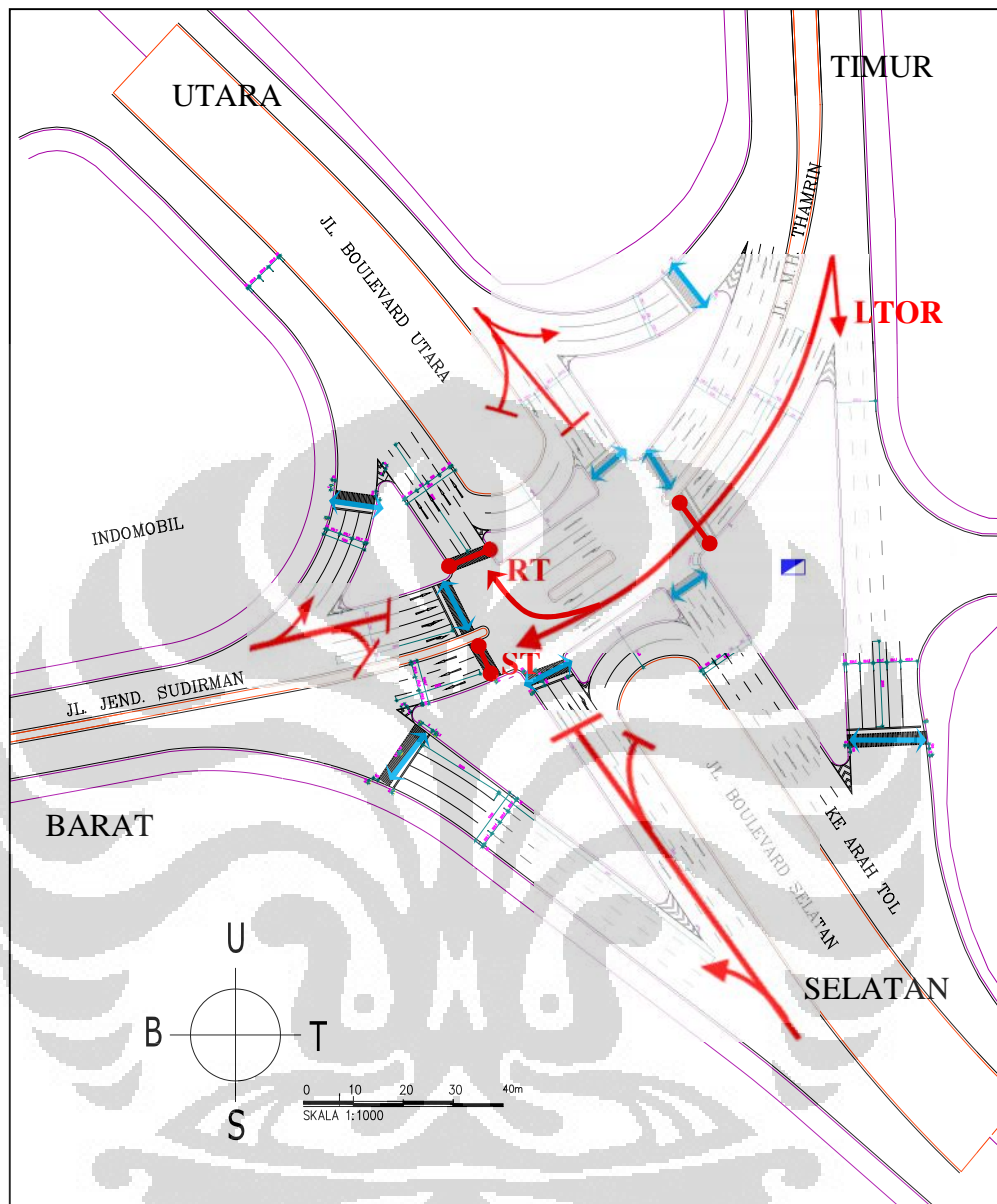 UTARA
TIMUR
JL. BOULEVARD UTARA
JL. M.H. THAMRIN
LTOR
INDOMOBIL
RT
ST
JL. JEND. SUDIRMAN
BARAT
JL. BOULEVARD SELATAN
KE ARAH TOL
SELATAN
U
B
T
S
0 10 20 30 40m
SKALA 1:1000